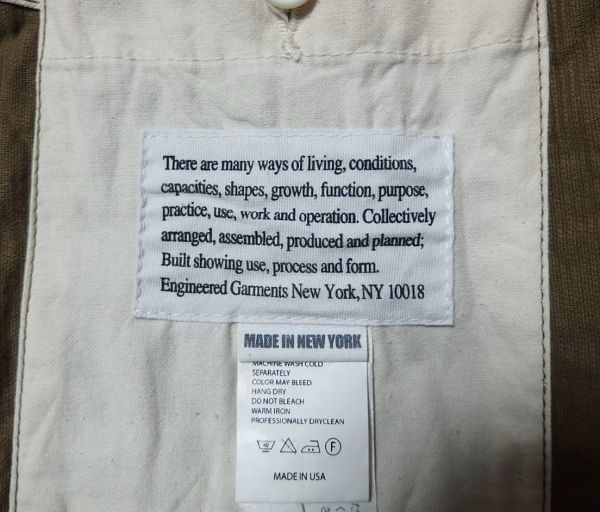 There are many ways of living, conditions,
capacities, shapes, growth, function, purpose,
practice, use, work and operation. Collectively
arranged, assembled, produced and planned;
Built showing use, process and form.
Engineered Garments New York, NY 10018
MADE IN NEW YORK
MACHINE WASH COLD
SEPARATELY
COLOR MAY BLEED
HANG DRY
DO NOT BLEACH
WARM IRON
PROFESSIONALLY DRYCLEAN
F
MADE IN USA